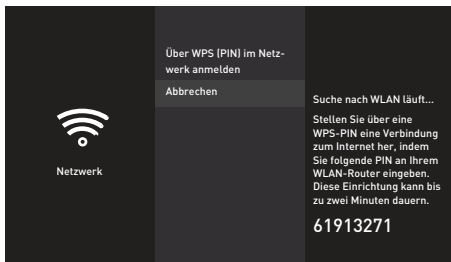 Über WPS (PIN) im Netz-
werk anmelden
Abbrechen
Netzwerk
Suche nach WLAN läuft...
Stellen Sie über eine
WPS-PIN eine Verbindung
zum Internet her, indem
Sie folgende PIN an Ihrem
WLAN-Router eingeben.
Diese Einrichtung kann bis
zu zwei Minuten dauern.
61913271